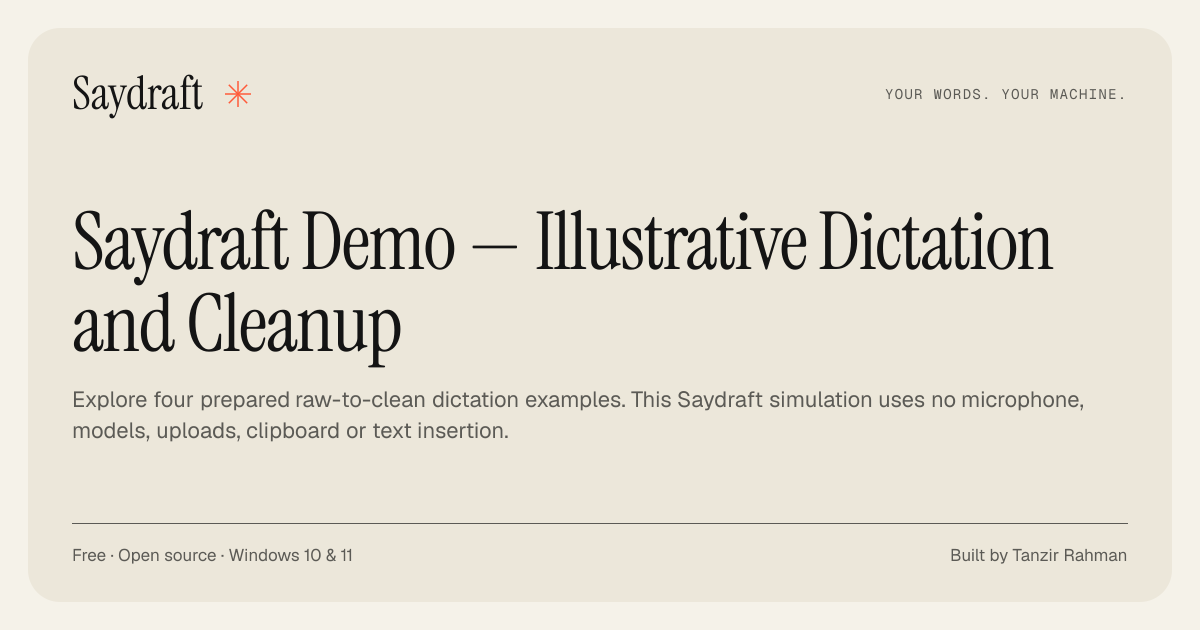 Saydraft
YOUR WORDS. YOUR MACHINE.
Saydraft Demo — Illustrative Dictation
and Cleanup
Explore four prepared raw-to-clean dictation examples. This Saydraft simulation uses no microphone,
models, uploads, clipboard or text insertion.
Free · Open source · Windows 10 & 11
Built by Tanzir Rahman